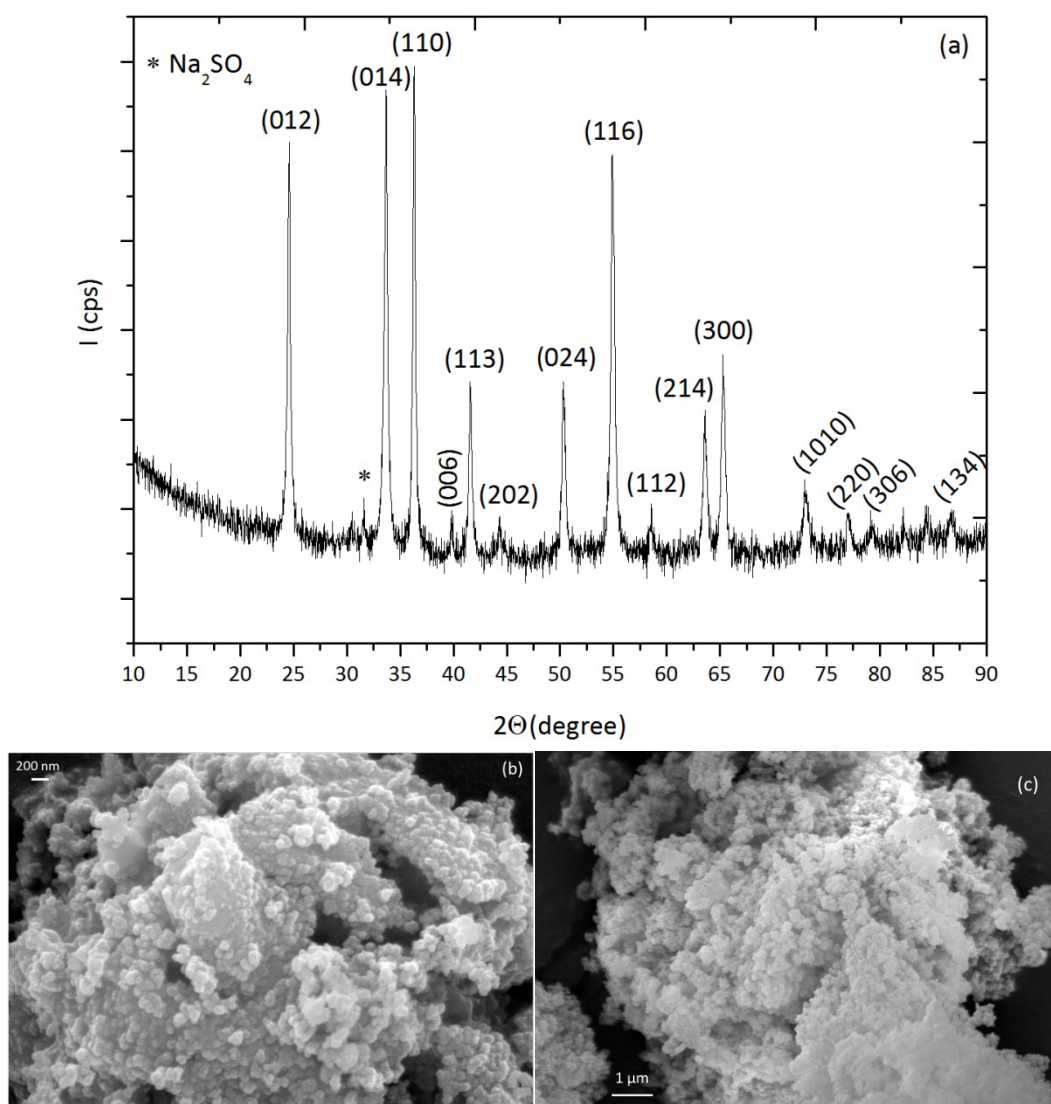 (a)
* Na₂SO₄
(110)
(014)
(012)
(116)
(300)
(113)
(024)
(214)
*
(006)
(202)
(112)
(1010)
(220)
(306)
(134)
I (cps)
10 15 20 25 30 35 40 45 50 55 60 65 70 75 80 85 90
2Θ (degree)
200 nm
(b)
(c)
1 µm